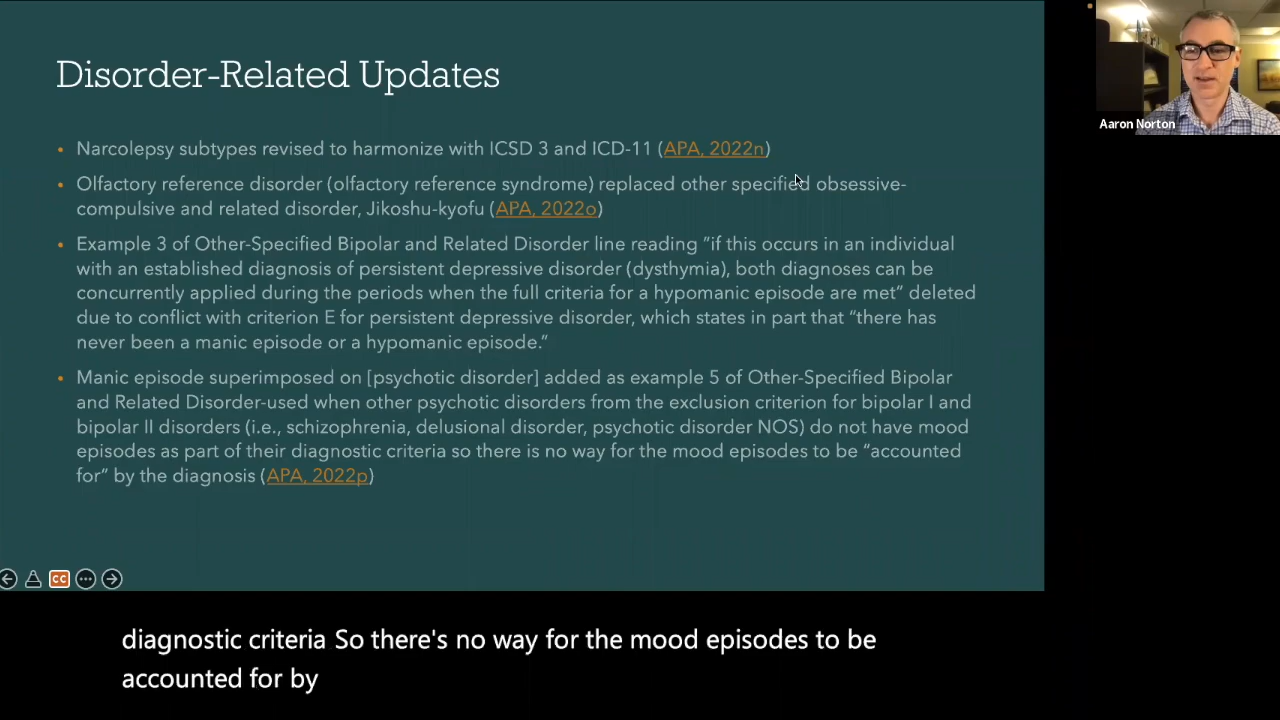 Disorder-Related Updates
• Narcolepsy subtypes revised to harmonize with ICSD 3 and ICD-11 (APA, 2022n)
• Olfactory reference disorder (olfactory reference syndrome) replaced other specified obsessive-
compulsive and related disorder, Jikoshu-kyofu (APA, 2022o)
• Example 3 of Other-Specified Bipolar and Related Disorder line reading "if this occurs in an individual
with an established diagnosis of persistent depressive disorder (dysthymia), both diagnoses can be
concurrently applied during the periods when the full criteria for a hypomanic episode are met" deleted
due to conflict with criterion E for persistent depressive disorder, which states in part that "there has
never been a manic episode or a hypomanic episode."
• Manic episode superimposed on [psychotic disorder] added as example 5 of Other-Specified Bipolar
and Related Disorder-used when other psychotic disorders from the exclusion criterion for bipolar I and
bipolar II disorders (i.e., schizophrenia, delusional disorder, psychotic disorder NOS) do not have mood
episodes as part of their diagnostic criteria so there is no way for the mood episodes to be "accounted
for" by the diagnosis (APA, 2022p)
Aaron Norton
CC
diagnostic criteria So there's no way for the mood episodes to be
accounted for by